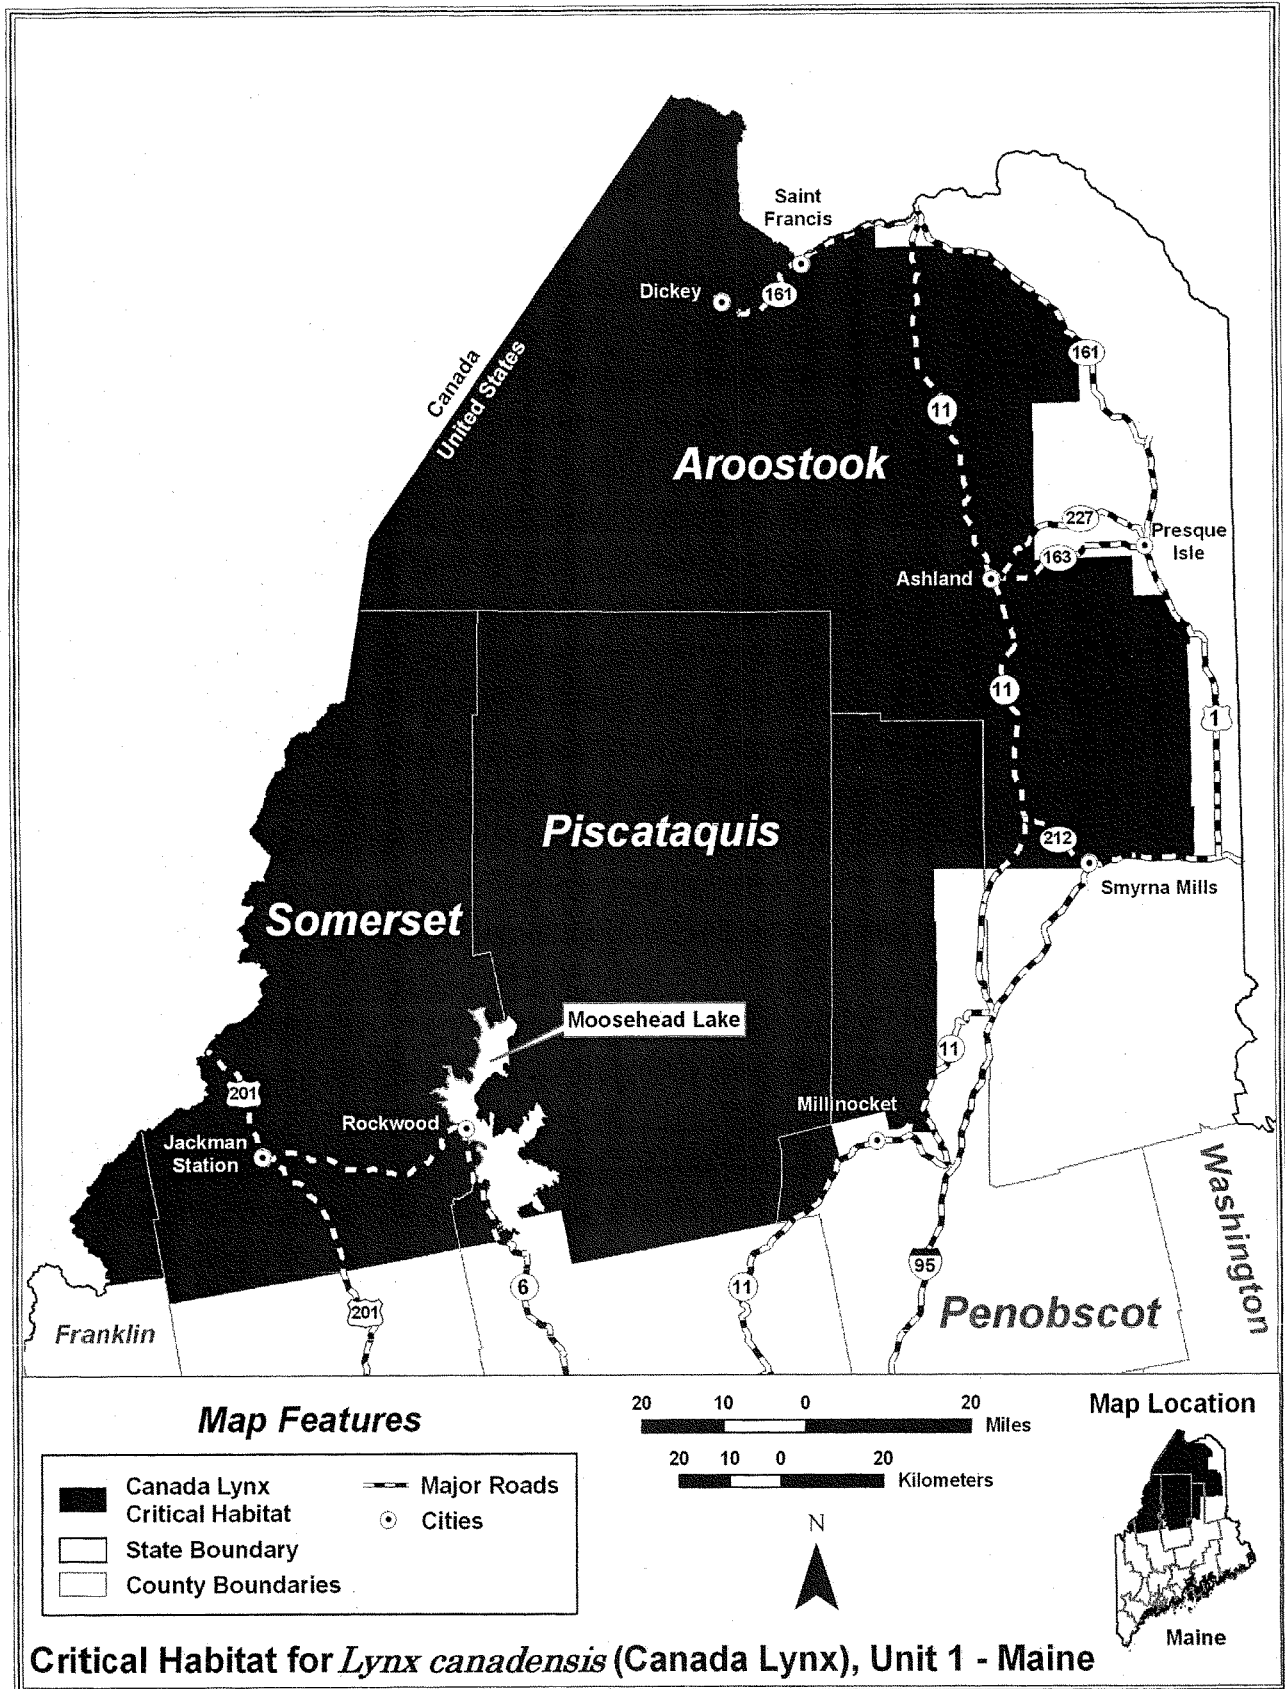 Saint
Francis
Dickey
161
Canada
United States
161
11
Aroostook
227
Presque
Isle
163
Ashland
11
1
Piscataquis
212
Smyrna Mills
Somerset
Moosehead Lake
11
201
Millinocket
Rockwood
Jackman
Station
Washington
95
6
11
201
Penobscot
Franklin
Map Features
Canada Lynx
Critical Habitat
State Boundary
County Boundaries
Major Roads
Cities
20 10 0 20
Miles
20 10 0 20
Kilometers
N
Map Location
Maine
Critical Habitat for Lynx canadensis (Canada Lynx), Unit 1 - Maine